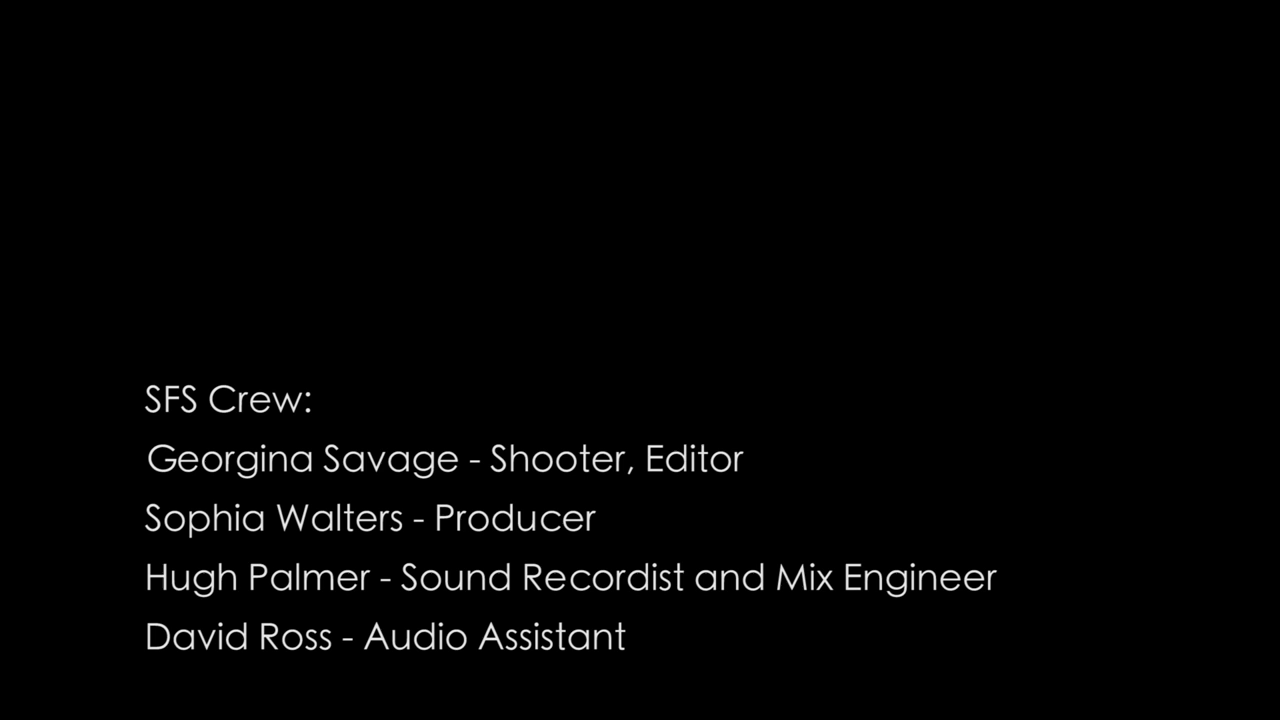 SFS Crew:
Georgina Savage - Shooter, Editor
Sophia Walters - Producer
Hugh Palmer - Sound Recordist and Mix Engineer
David Ross - Audio Assistant